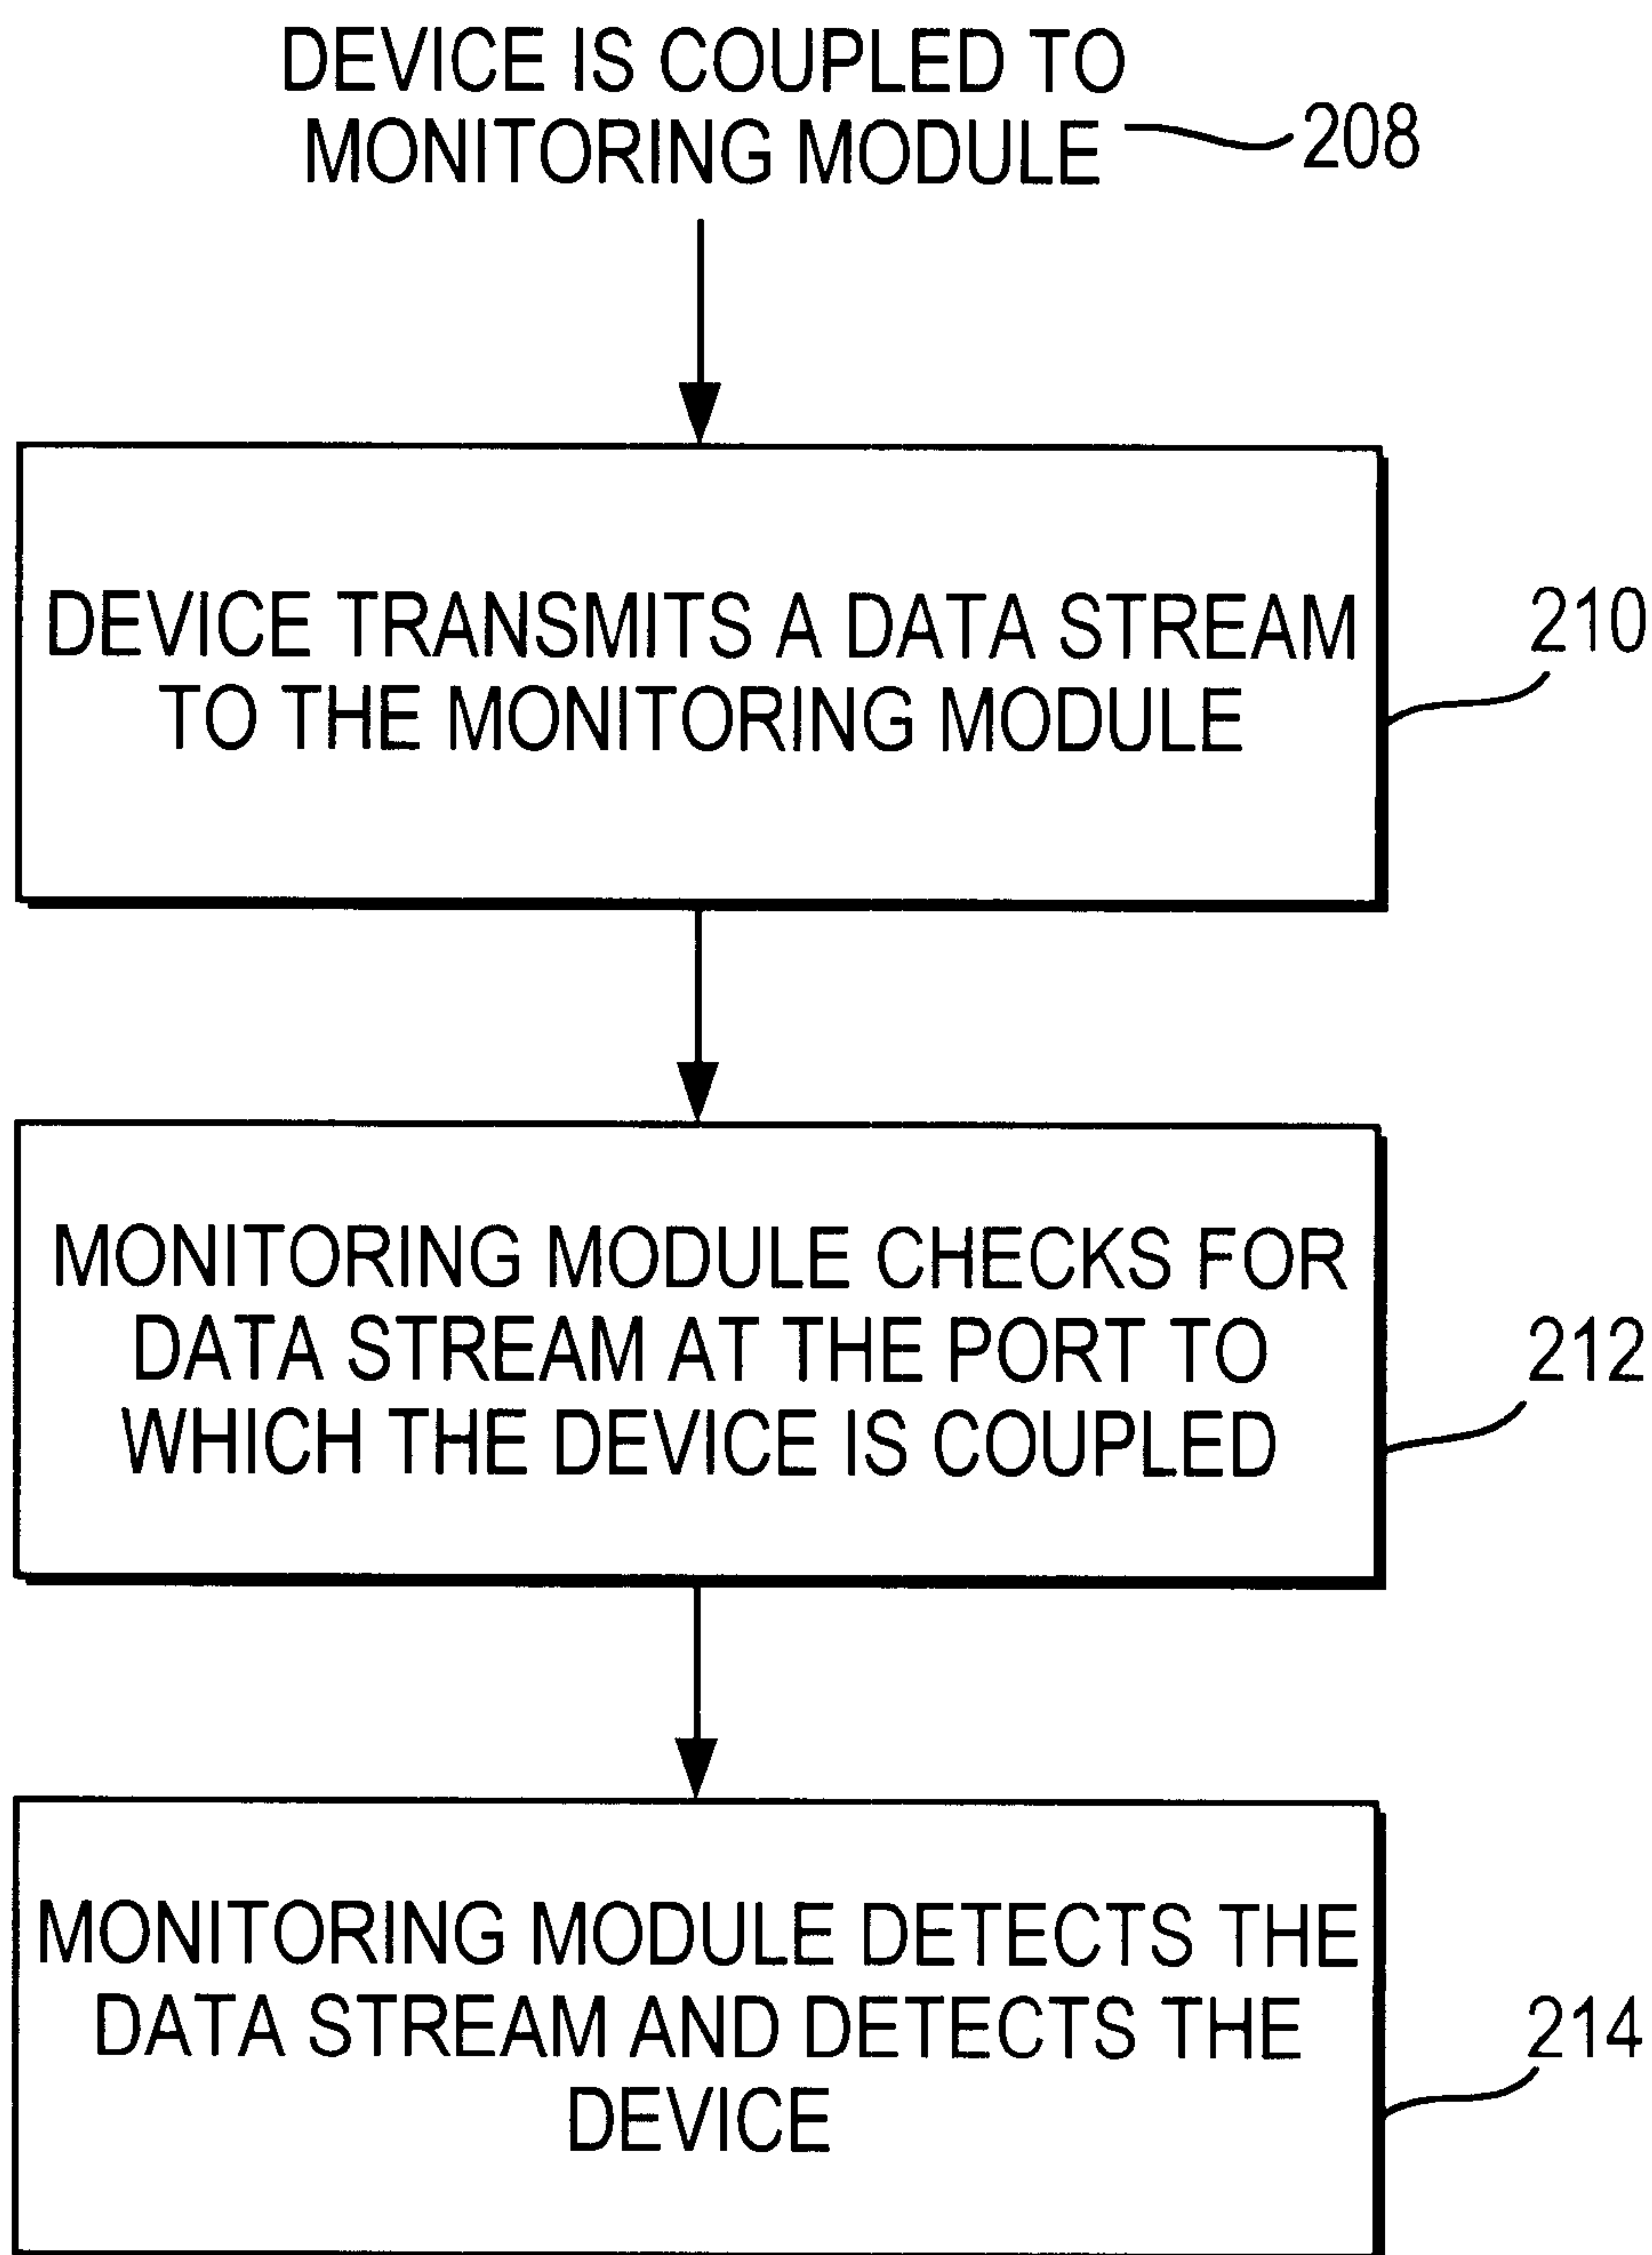 DEVICE IS COUPLED TO
MONITORING MODULE 208
DEVICE TRANSMITS A DATA STREAM
TO THE MONITORING MODULE
210
MONITORING MODULE CHECKS FOR
DATA STREAM AT THE PORT TO
WHICH THE DEVICE IS COUPLED
212
MONITORING MODULE DETECTS THE
DATA STREAM AND DETECTS THE
DEVICE
214